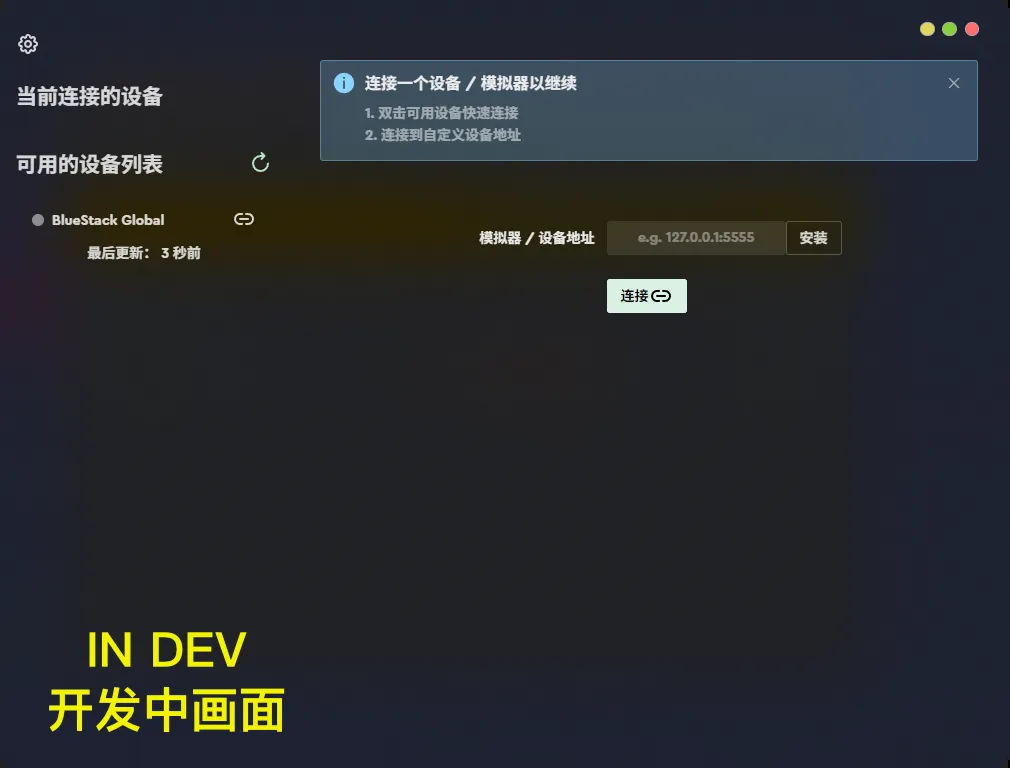 当前连接的设备
可用的设备列表
BlueStack Global
最后更新： 3 秒前
连接一个设备 / 模拟器以继续
1. 双击可用设备快速连接
2. 连接到自定义设备地址
模拟器 / 设备地址
e.g. 127.0.0.1:5555
安装
连接
IN DEV
开发中画面